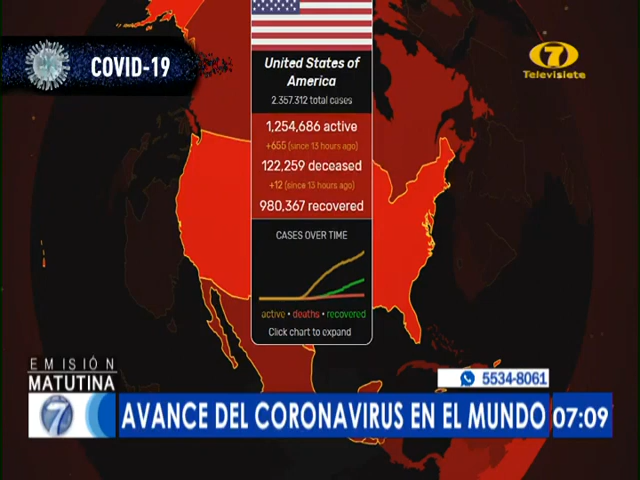 COVID-19
7
Televisiete
United States of
America
2.357.312 total cases
1,254,686 active
+655 (since 13 hours ago)
122,259 deceased
+12 (since 13 hours ago)
980,367 recovered
CASES OVER TIME
active • deaths • recovered
Click chart to expand
EMISIÓN
MATUTINA
5534-8061
7
AVANCE DEL CORONAVIRUS EN EL MUNDO
07:09